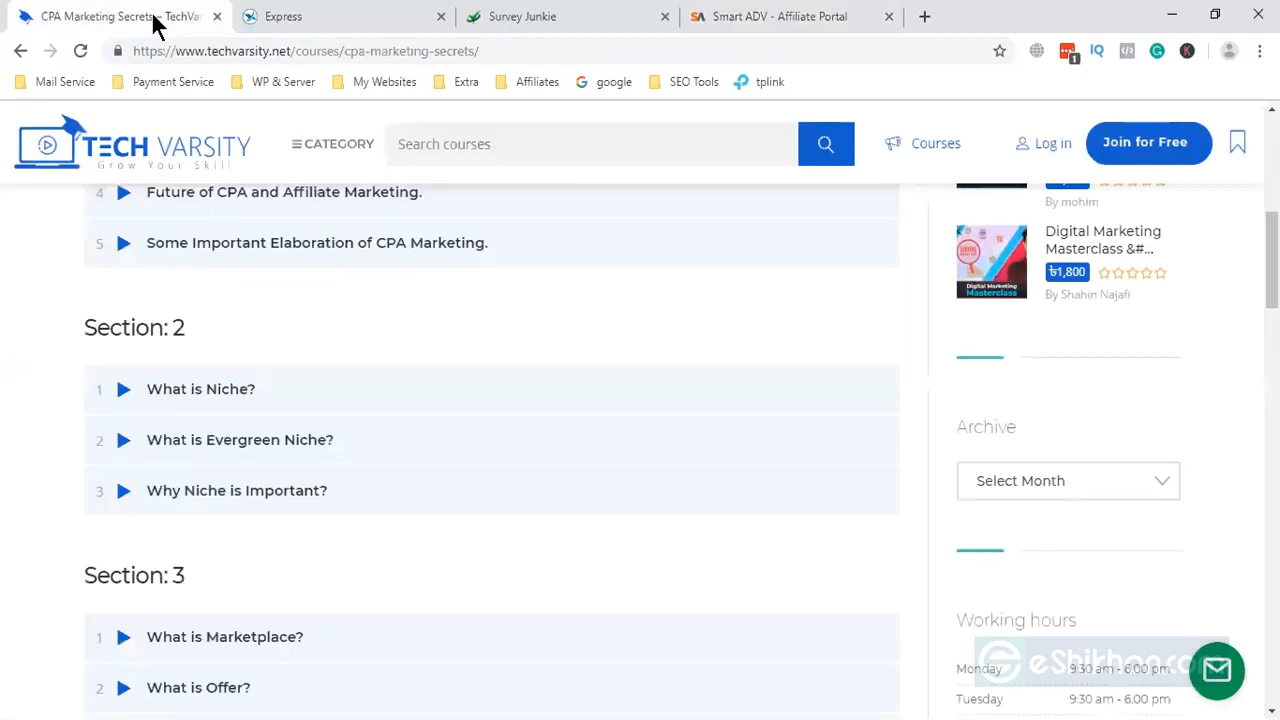 CPA Marketing Secrets – TechVar
Express
Survey Junkie
Smart ADV - Affiliate Portal
https://www.techvarsity.net/courses/cpa-marketing-secrets/
Mail Service
Payment Service
WP & Server
My Websites
Extra
Affiliates
google
SEO Tools
tplink
TECH VARSITY
Grow Your Skill
CATEGORY
Search courses
Courses
Log in
Join for Free
4 Future of CPA and Affiliate Marketing.
5 Some Important Elaboration of CPA Marketing.
Section: 2
1 What is Niche?
2 What is Evergreen Niche?
3 Why Niche is Important?
Section: 3
1 What is Marketplace?
2 What is Offer?
By mohim
Digital Marketing
Masterclass &#...
৳1,800
By Shahin Najafi
Digital Marketing
Masterclass
Archive
Select Month
Working hours
Monday 9:30 am - 6:00 pm
Tuesday 9:30 am - 6:00 pm
eShikhon.com